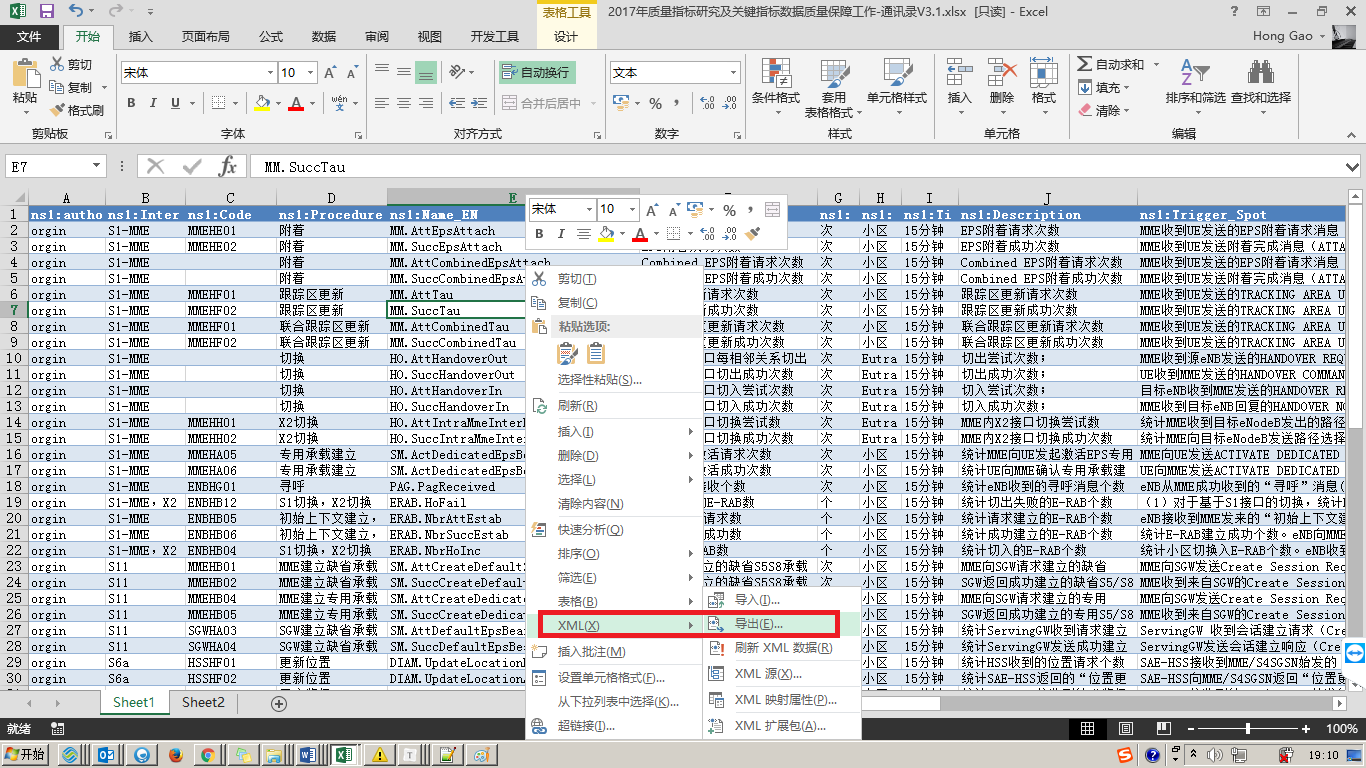 表格工具
2017年质量指标研究及关键指标数据质量保障工作-通讯录V3.1.xlsx [只读] - Excel
文件 开始 插入 页面布局 公式 数据 审阅 视图 开发工具 设计
Hong Gao
粘贴 剪切 复制 格式刷
宋体 10
自动换行
合并后居中
文本
条件格式 套用表格格式 单元格样式
插入 删除 格式
自动求和 填充 清除
排序和筛选 查找和选择
剪贴板 字体 对齐方式 数字 样式 单元格 编辑
E7 MM.SuccTau
A B C D E F G H I J
1 ns1:autho ns1:Inter ns1:Code ns1:Procedure ns1:Name_EN ns1: ns1: ns1:Ti ns1:Description ns1:Trigger_Spot
2 orgin S1-MME MMEHE01 附着 MM.AttEpsAttach 次 小区 15分钟 EPS附着请求次数 MME收到UE发送的EPS附着请求消息
3 orgin S1-MME MMEHE02 附着 MM.SuccEpsAttach 次 小区 15分钟 EPS附着成功次数 MME收到UE发送的附着完成消息（ATTA
4 orgin S1-MME 附着 MM.AttCombinedEpsAttach Combined EPS附着请求次数 次 小区 15分钟 Combined EPS附着请求次数 MME收到UE发送的EPS附着请求消息
5 orgin S1-MME 附着 MM.SuccCombinedEpsA EPS附着成功次数 次 小区 15分钟 Combined EPS附着成功次数 MME收到UE发送的附着完成消息（ATTA
6 orgin S1-MME MMEHF01 跟踪区更新 MM.AttTau 请求次数 次 小区 15分钟 跟踪区更新请求次数 MME收到UE发送的TRACKING AREA U
7 orgin S1-MME MMEHF02 跟踪区更新 MM.SuccTau 成功次数 次 小区 15分钟 跟踪区更新成功次数 MME收到UE发送的TRACKING AREA U
8 orgin S1-MME MMEHF01 联合跟踪区更新 MM.AttCombinedTau 更新请求次数 次 小区 15分钟 联合跟踪区更新请求次数 MME收到UE发送的TRACKING AREA U
9 orgin S1-MME MMEHF02 联合跟踪区更新 MM.SuccCombinedTau 更新成功次数 次 小区 15分钟 联合跟踪区更新成功次数 MME收到UE发送的TRACKING AREA U
10 orgin S1-MME 切换 HO.AttHandoverOut 口每相邻关系切出 次 Eutra 15分钟 切出尝试次数； MME收到源eNB发送的HANDOVER REQ
11 orgin S1-MME 切换 HO.SuccHandoverOut 口切出成功次数 次 Eutra 15分钟 切出成功次数； UE收到MME发送的HANDOVER COMMAN
12 orgin S1-MME 切换 HO.AttHandoverIn 口切入尝试次数 次 Eutra 15分钟 切入尝试次数； 目标eNB收到MME发送的HANDOVER RE
13 orgin S1-MME 切换 HO.SuccHandoverIn 口切入成功次数 次 Eutra 15分钟 切入成功次数； MME收到目标eNB回复的HANDOVER NO
14 orgin S1-MME MMEHH01 X2切换 HO.AttIntraMmeInterE 口切换尝试次数 次 Eutra 15分钟 MME内X2接口切换尝试数 统计MME收到目标eNodeB发出的路径
15 orgin S1-MME MMEHH02 X2切换 HO.SuccIntraMmeInter 口切换成功次数 次 Eutra 15分钟 MME内X2接口切换成功次数 统计MME向目标eNodeB发送路径选择
16 orgin S1-MME MMEHA05 专用承载建立 SM.ActDedicatedEpsBe 激活请求次数 次 小区 15分钟 统计MME向UE发起激活EPS专用 MME向UE发送ACTIVATE DEDICATED
17 orgin S1-MME MMEHA06 专用承载建立 SM.SuccActDedicatedE 激活成功次数 次 小区 15分钟 统计UE向MME确认专用承载建 UE向MME发送ACTIVATE DEDICATED
18 orgin S1-MME ENBHG01 寻呼 PAG.PagReceived 收个数 次 小区 15分钟 统计eNB收到的寻呼消息个数 eNB从MME成功收到的“寻呼”消息(
19 orgin S1-MME，X2 ENBHB12 S1切换，X2切换 ERAB.HoFail E-RAB数 个 小区 15分钟 统计切出失败的E-RAB个数 （1）对于基于S1接口的切换，统计
20 orgin S1-MME ENBHB05 初始上下文建立， ERAB.NbrAttEstab 请求数 个 小区 15分钟 统计请求建立的E-RAB个数 eNB接收到MME发来的“初始上下文建
21 orgin S1-MME ENBHB06 初始上下文建立， ERAB.NbrSuccEstab 成功数 个 小区 15分钟 统计成功建立的E-RAB个数 统计E-RAB建立成功个数。eNB向MM
22 orgin S1-MME，X2 ENBHB04 S1切换，X2切换 ERAB.NbrHoInc AB数 个 小区 15分钟 统计切入的E-RAB个数 统计小区切换入E-RAB个数。eNB收到
23 orgin S11 MMEHB01 MME建立缺省承载 SM.AttCreateDefaultS 立的缺省S5S8承载 次 小区 15分钟 统计MME向SGW请求建立的缺省 MME向SGW发送Create Session Req
24 orgin S11 MMEHB02 MME建立缺省承载 SM.SuccCreateDefault 立的缺省S5S8承载 次 小区 15分钟 SGW返回成功建立的缺省S5/S8 MME收到来自SGW的Create Session
25 orgin S11 MMEHB05 MME建立专用承载 SM.AttCreateDedicate 统计MME向SGW请求建立的专用 MME向SGW发送Create Session Req
26 orgin S11 MMEHB06 MME建立专用承载 SM.SuccCreateDedicat SGW返回成功建立的专用S5/S8 MME收到来自SGW的Create Session
27 orgin S11 SGWHA03 SGW建立缺省承载 SM.AttDefaultEpsBear 统计ServingGW收到请求建立 ServingGW 收到会话建立请求（Cre
28 orgin S11 SGWHA04 SGW建立缺省承载 SM.SuccDefaultEpsBe 统计ServingGW发送成功建立 ServingGW发送会话建立响应（Crea
29 orgin S6a HSSHF01 更新位置 DIAM.UpdateLocationA 统计HSS收到的位置请求个数 SAE-HSS接收到MME/S4SGSN始发的
30 orgin S6a HSSHF02 更新位置 DIAM.UpdateLocationA 统计SAE-HSS返回的“位置更 SAE-HSS向MME/S4SGSN返回“位置更
宋体 10
剪切(T)
复制(C)
粘贴选项:
选择性粘贴(S)...
刷新(R)
插入(I)
删除(D)
选择(L)
清除内容(N)
快速分析(Q)
排序(O)
筛选(E)
表格(B)
XML(X)
插入批注(M)
设置单元格格式(F)...
从下拉列表中选择(K)...
超链接(I)...
导入(I)...
导出(E)...
刷新 XML 数据(R)
XML 源(X)...
XML 映射属性(P)...
XML 扩展包(A)...
Sheet1 Sheet2
就绪 100%
开始 19:10